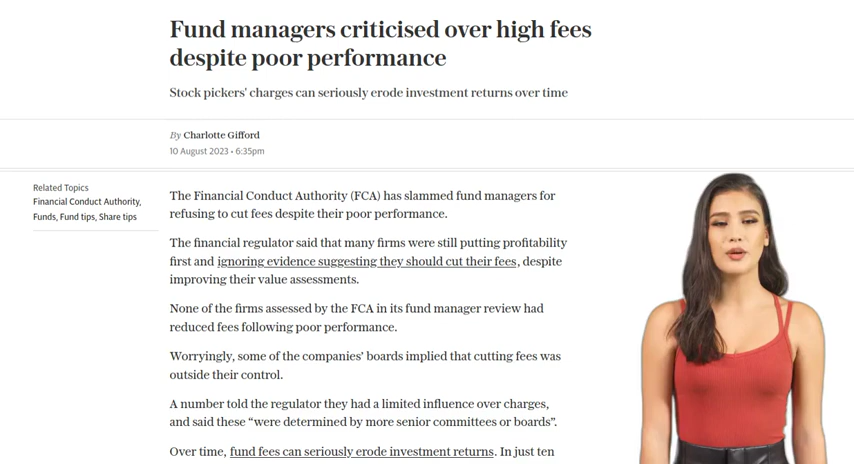 Fund managers criticised over high fees
despite poor performance
Stock pickers' charges can seriously erode investment returns over time
By Charlotte Gifford
10 August 2023 • 6:35pm
Related Topics
Financial Conduct Authority,
Funds, Fund tips, Share tips
The Financial Conduct Authority (FCA) has slammed fund managers for
refusing to cut fees despite their poor performance.
The financial regulator said that many firms were still putting profitability
first and ignoring evidence suggesting they should cut their fees, despite
improving their value assessments.
None of the firms assessed by the FCA in its fund manager review had
reduced fees following poor performance.
Worryingly, some of the companies’ boards implied that cutting fees was
outside their control.
A number told the regulator they had a limited influence over charges,
and said these “were determined by more senior committees or boards”.
Over time, fund fees can seriously erode investment returns. In just ten